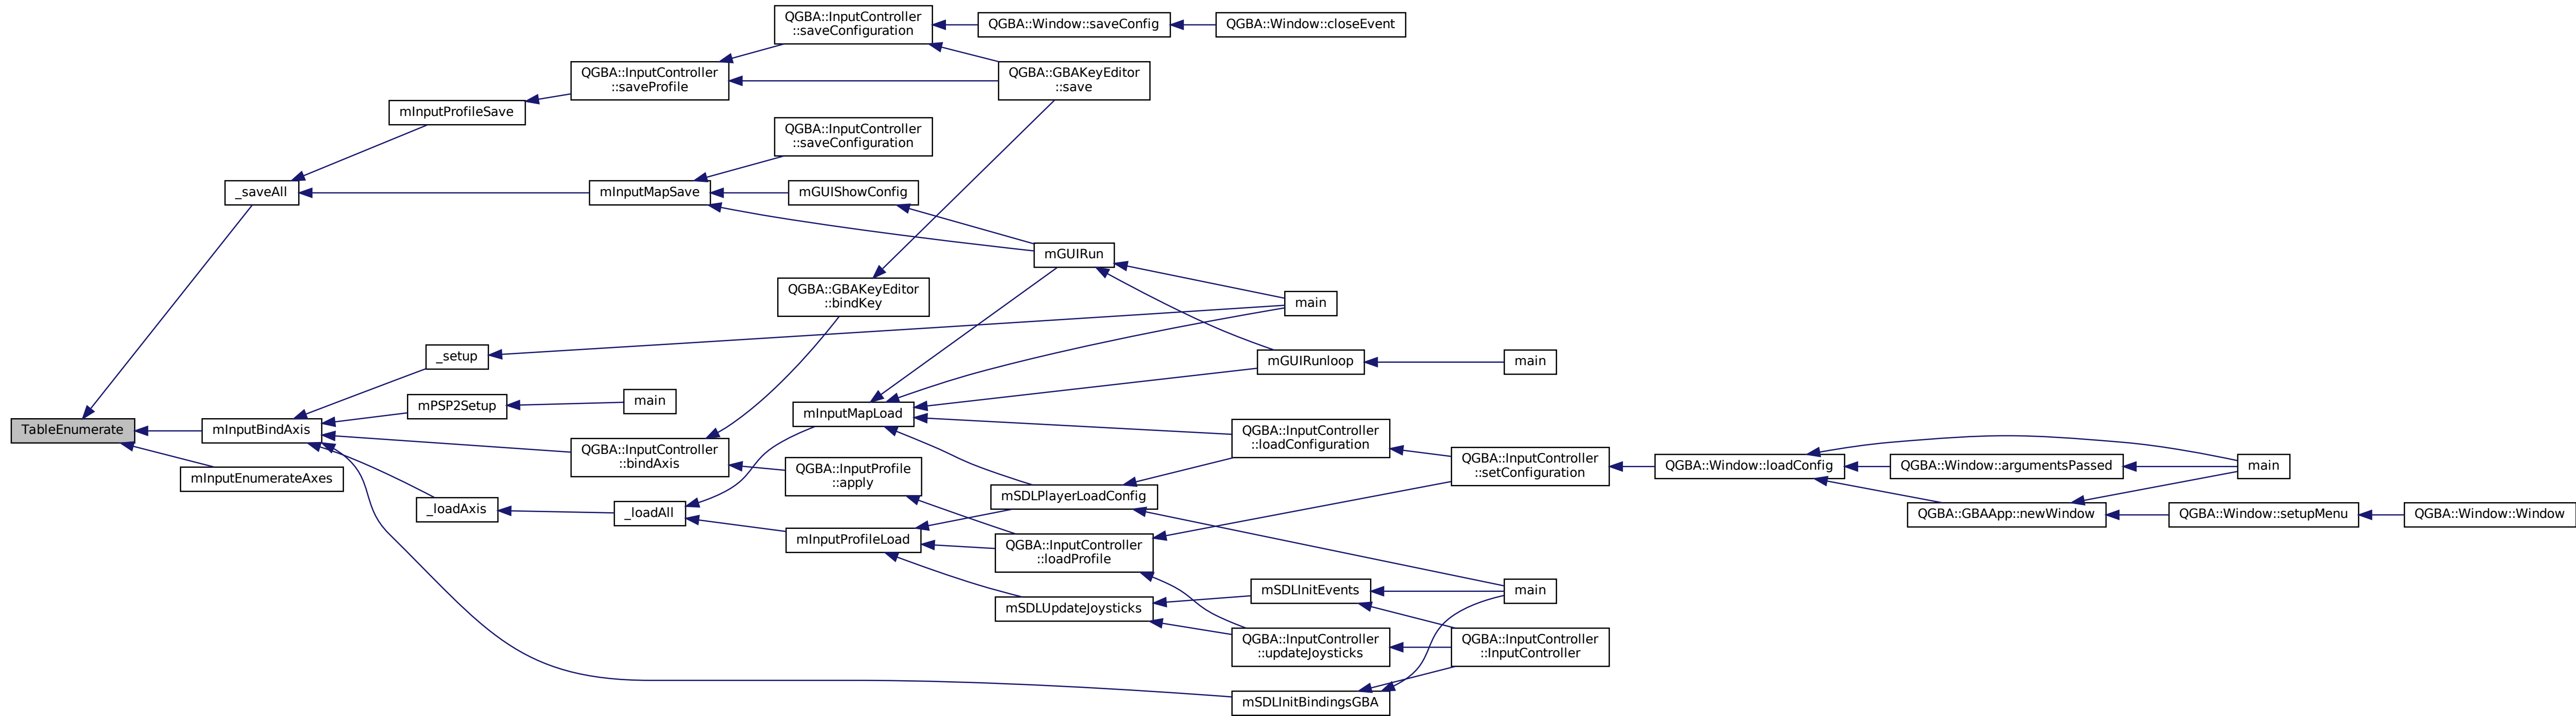 QGBA::InputController
::saveConfiguration
QGBA::Window::saveConfig
QGBA::Window::closeEvent
QGBA::InputController
::saveProfile
QGBA::GBAKeyEditor
::save
mInputProfileSave
QGBA::InputController
::saveConfiguration
_saveAll
mInputMapSave
mGUIShowConfig
mGUIRun
QGBA::GBAKeyEditor
::bindKey
main
_setup
mGUIRunloop
main
mPSP2Setup
main
mInputMapLoad
TableEnumerate
mInputBindAxis
QGBA::InputController
::bindAxis
QGBA::InputController
::loadConfiguration
mInputEnumerateAxes
QGBA::InputProfile
::apply
QGBA::InputController
::setConfiguration
QGBA::Window::loadConfig
QGBA::Window::argumentsPassed
main
mSDLPlayerLoadConfig
_loadAxis
_loadAll
QGBA::GBAApp::newWindow
QGBA::Window::setupMenu
QGBA::Window::Window
mInputProfileLoad
QGBA::InputController
::loadProfile
mSDLInitEvents
main
mSDLUpdateJoysticks
QGBA::InputController
::updateJoysticks
QGBA::InputController
::InputController
mSDLInitBindingsGBA